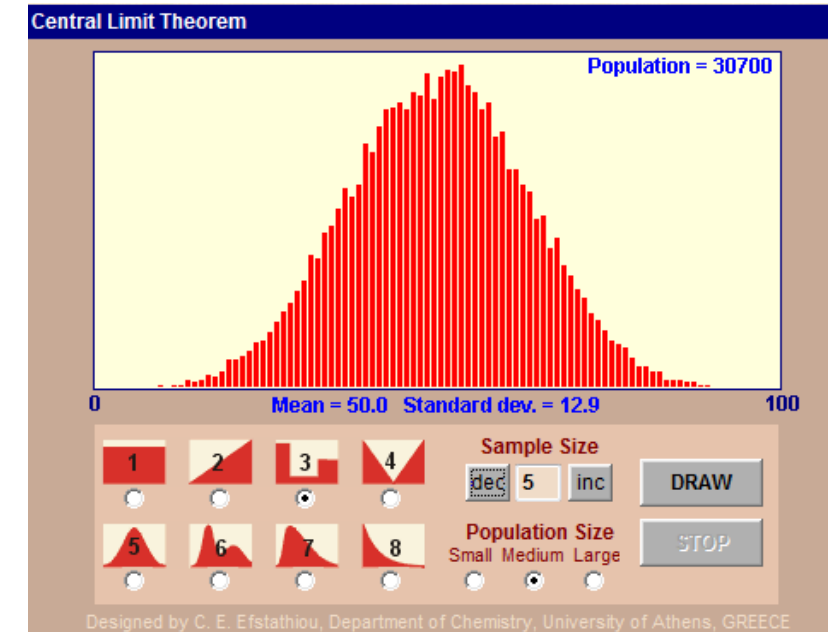 Central Limit Theorem
Population = 30700
0 Mean = 50.0 Standard dev. = 12.9 100
1 2 3 4
Sample Size
dec 5 inc
DRAW
5 6 7 8
Population Size
Small Medium Large
STOP
Designed by C. E. Efstathiou, Department of Chemistry, University of Athens, GREECE